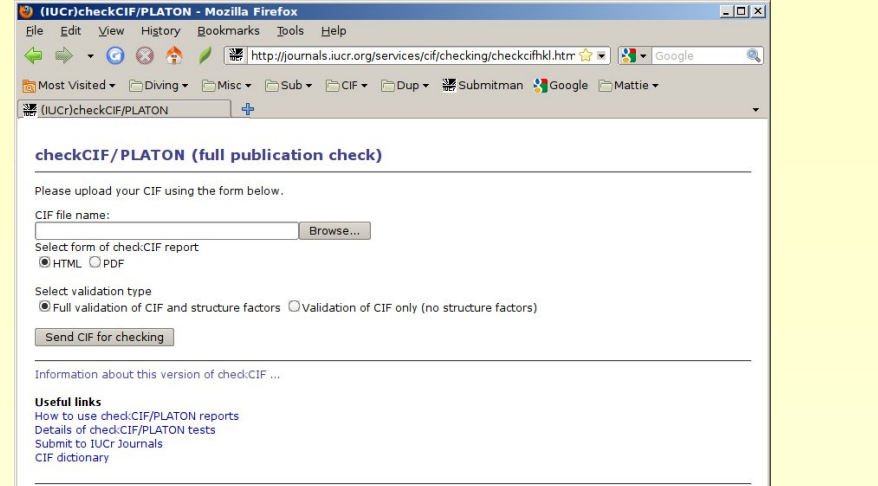 (IUCr)checkCIF/PLATON - Mozilla Firefox
File Edit View History Bookmarks Tools Help
http://journals.iucr.org/services/cif/checking/checkcifhkl.htm Google
Most Visited Diving Misc Sub CIF Dup Submitman Google Mattie
(IUCr)checkCIF/PLATON
checkCIF/PLATON (full publication check)
Please upload your CIF using the form below.
CIF file name:
Browse...
Select form of checkCIF report
HTML PDF
Select validation type
Full validation of CIF and structure factors Validation of CIF only (no structure factors)
Send CIF for checking
Information about this version of checkCIF ...
Useful links
How to use checkCIF/PLATON reports
Details of checkCIF/PLATON tests
Submit to IUCr Journals
CIF dictionary